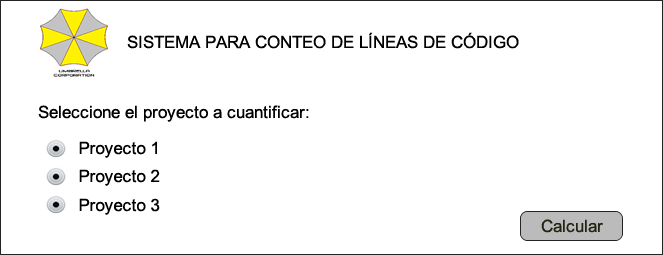 SISTEMA PARA CONTEO DE LÍNEAS DE CÓDIGO
UMBRELLA
CORPORATION
Seleccione el proyecto a cuantificar:
Proyecto 1
Proyecto 2
Proyecto 3
Calcular